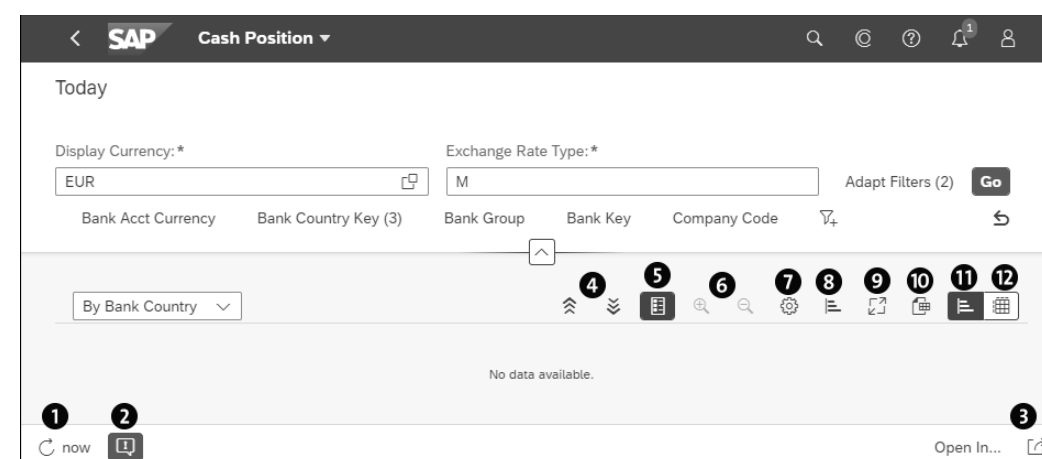 SAP Cash Position 1
Today
Display Currency:* Exchange Rate Type:*
EUR M Adapt Filters (2) Go
Bank Acct Currency Bank Country Key (3) Bank Group Bank Key Company Code
4 5 6 7 8 9 10 11 12
By Bank Country
No data available.
1 2 3
now Open In...